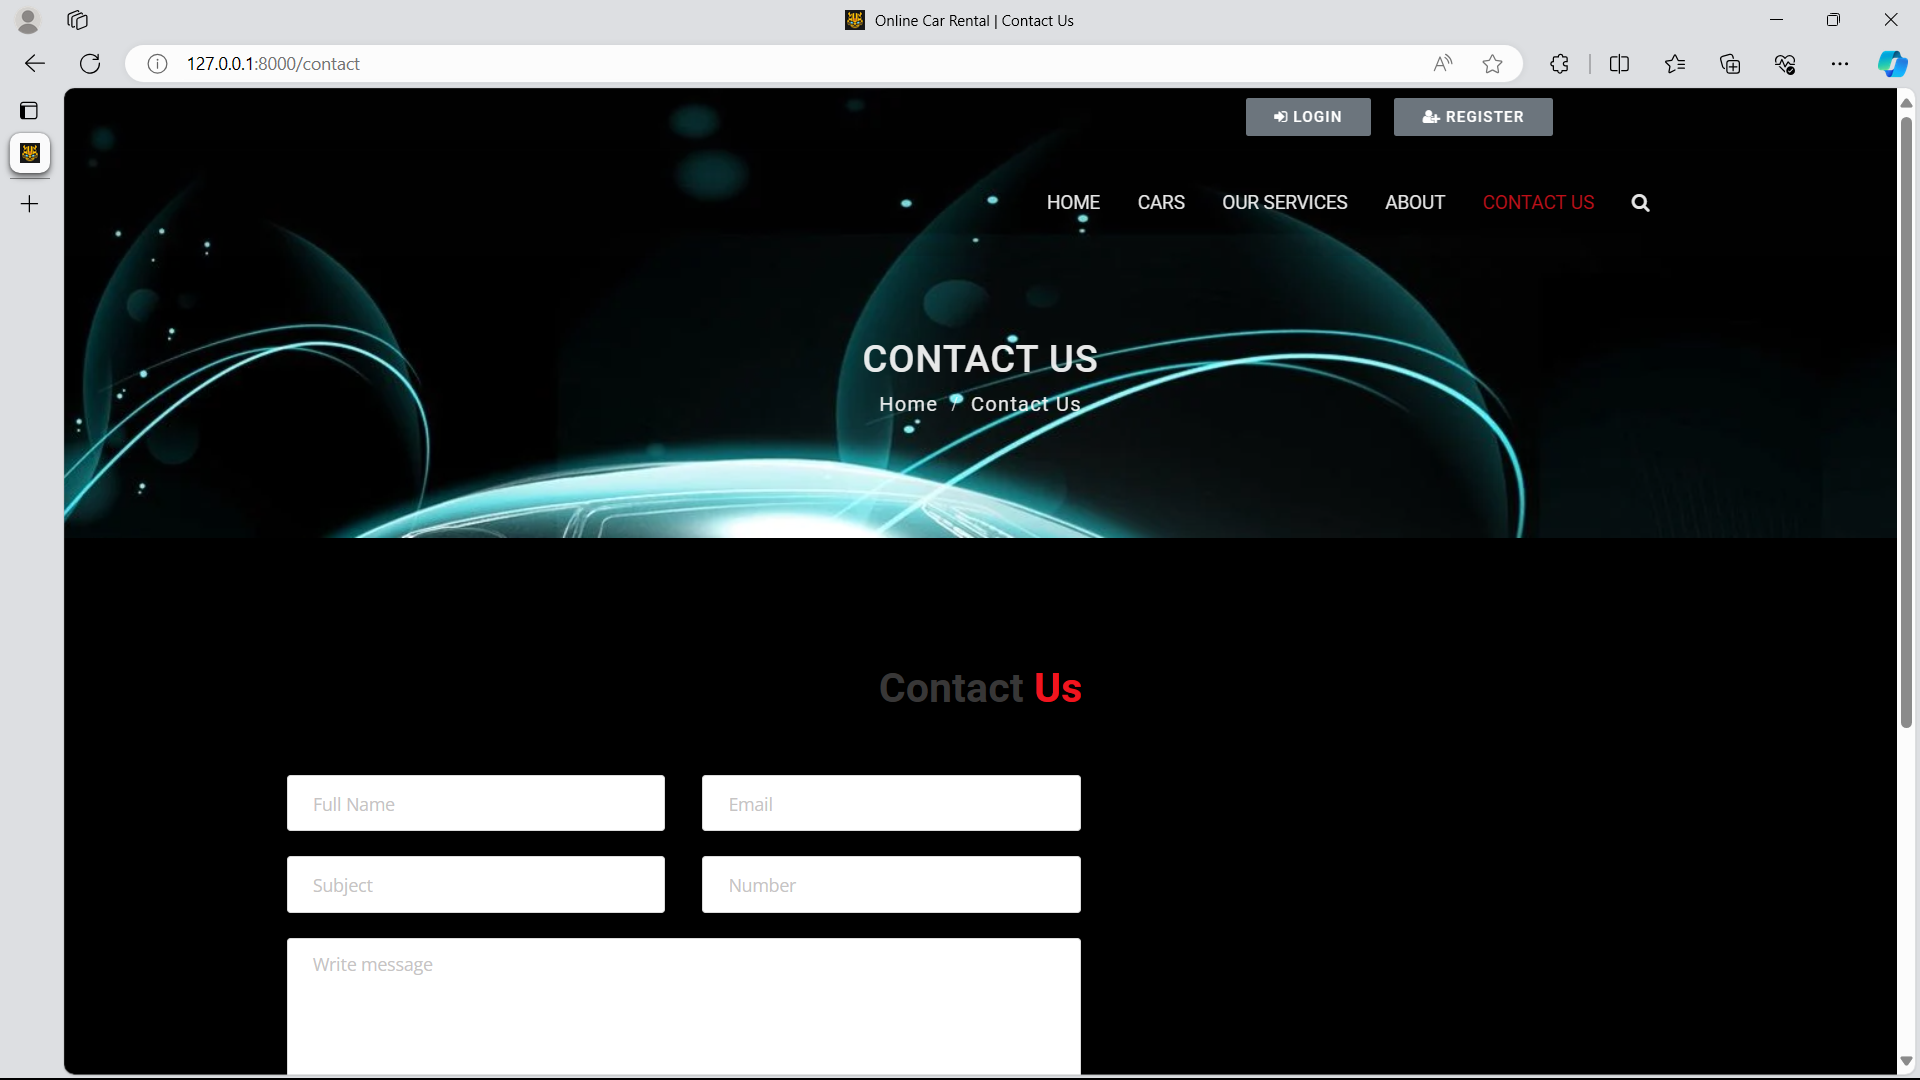 Online Car Rental | Contact Us
127.0.0.1:8000/contact
LOGIN
REGISTER
HOME CARS OUR SERVICES ABOUT CONTACT US
CONTACT US
Home / Contact Us
Contact Us
Full Name
Email
Subject
Number
Write message